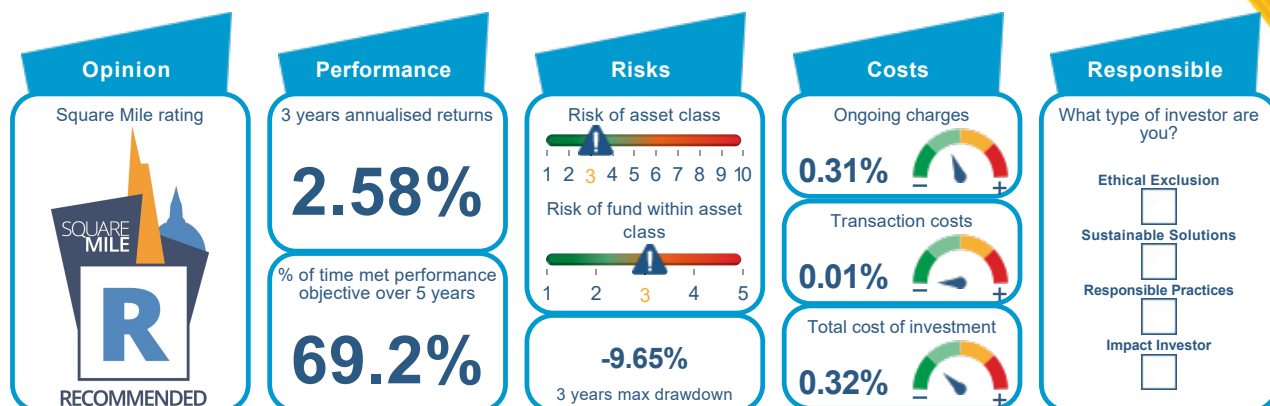 Opinion
Square Mile rating
SQUARE
MILE
R
RECOMMENDED
Performance
3 years annualised returns
2.58%
% of time met performance
objective over 5 years
69.2%
Risks
Risk of asset class
!
1 2 3 4 5 6 7 8 9 10
Risk of fund within asset
class
!
1 2 3 4 5
-9.65%
3 years max drawdown
Costs
Ongoing charges
0.31%
− +
Transaction costs
0.01%
− +
Total cost of investment
0.32%
− +
Responsible
What type of investor are
you?
Ethical Exclusion
Sustainable Solutions
Responsible Practices
Impact Investor